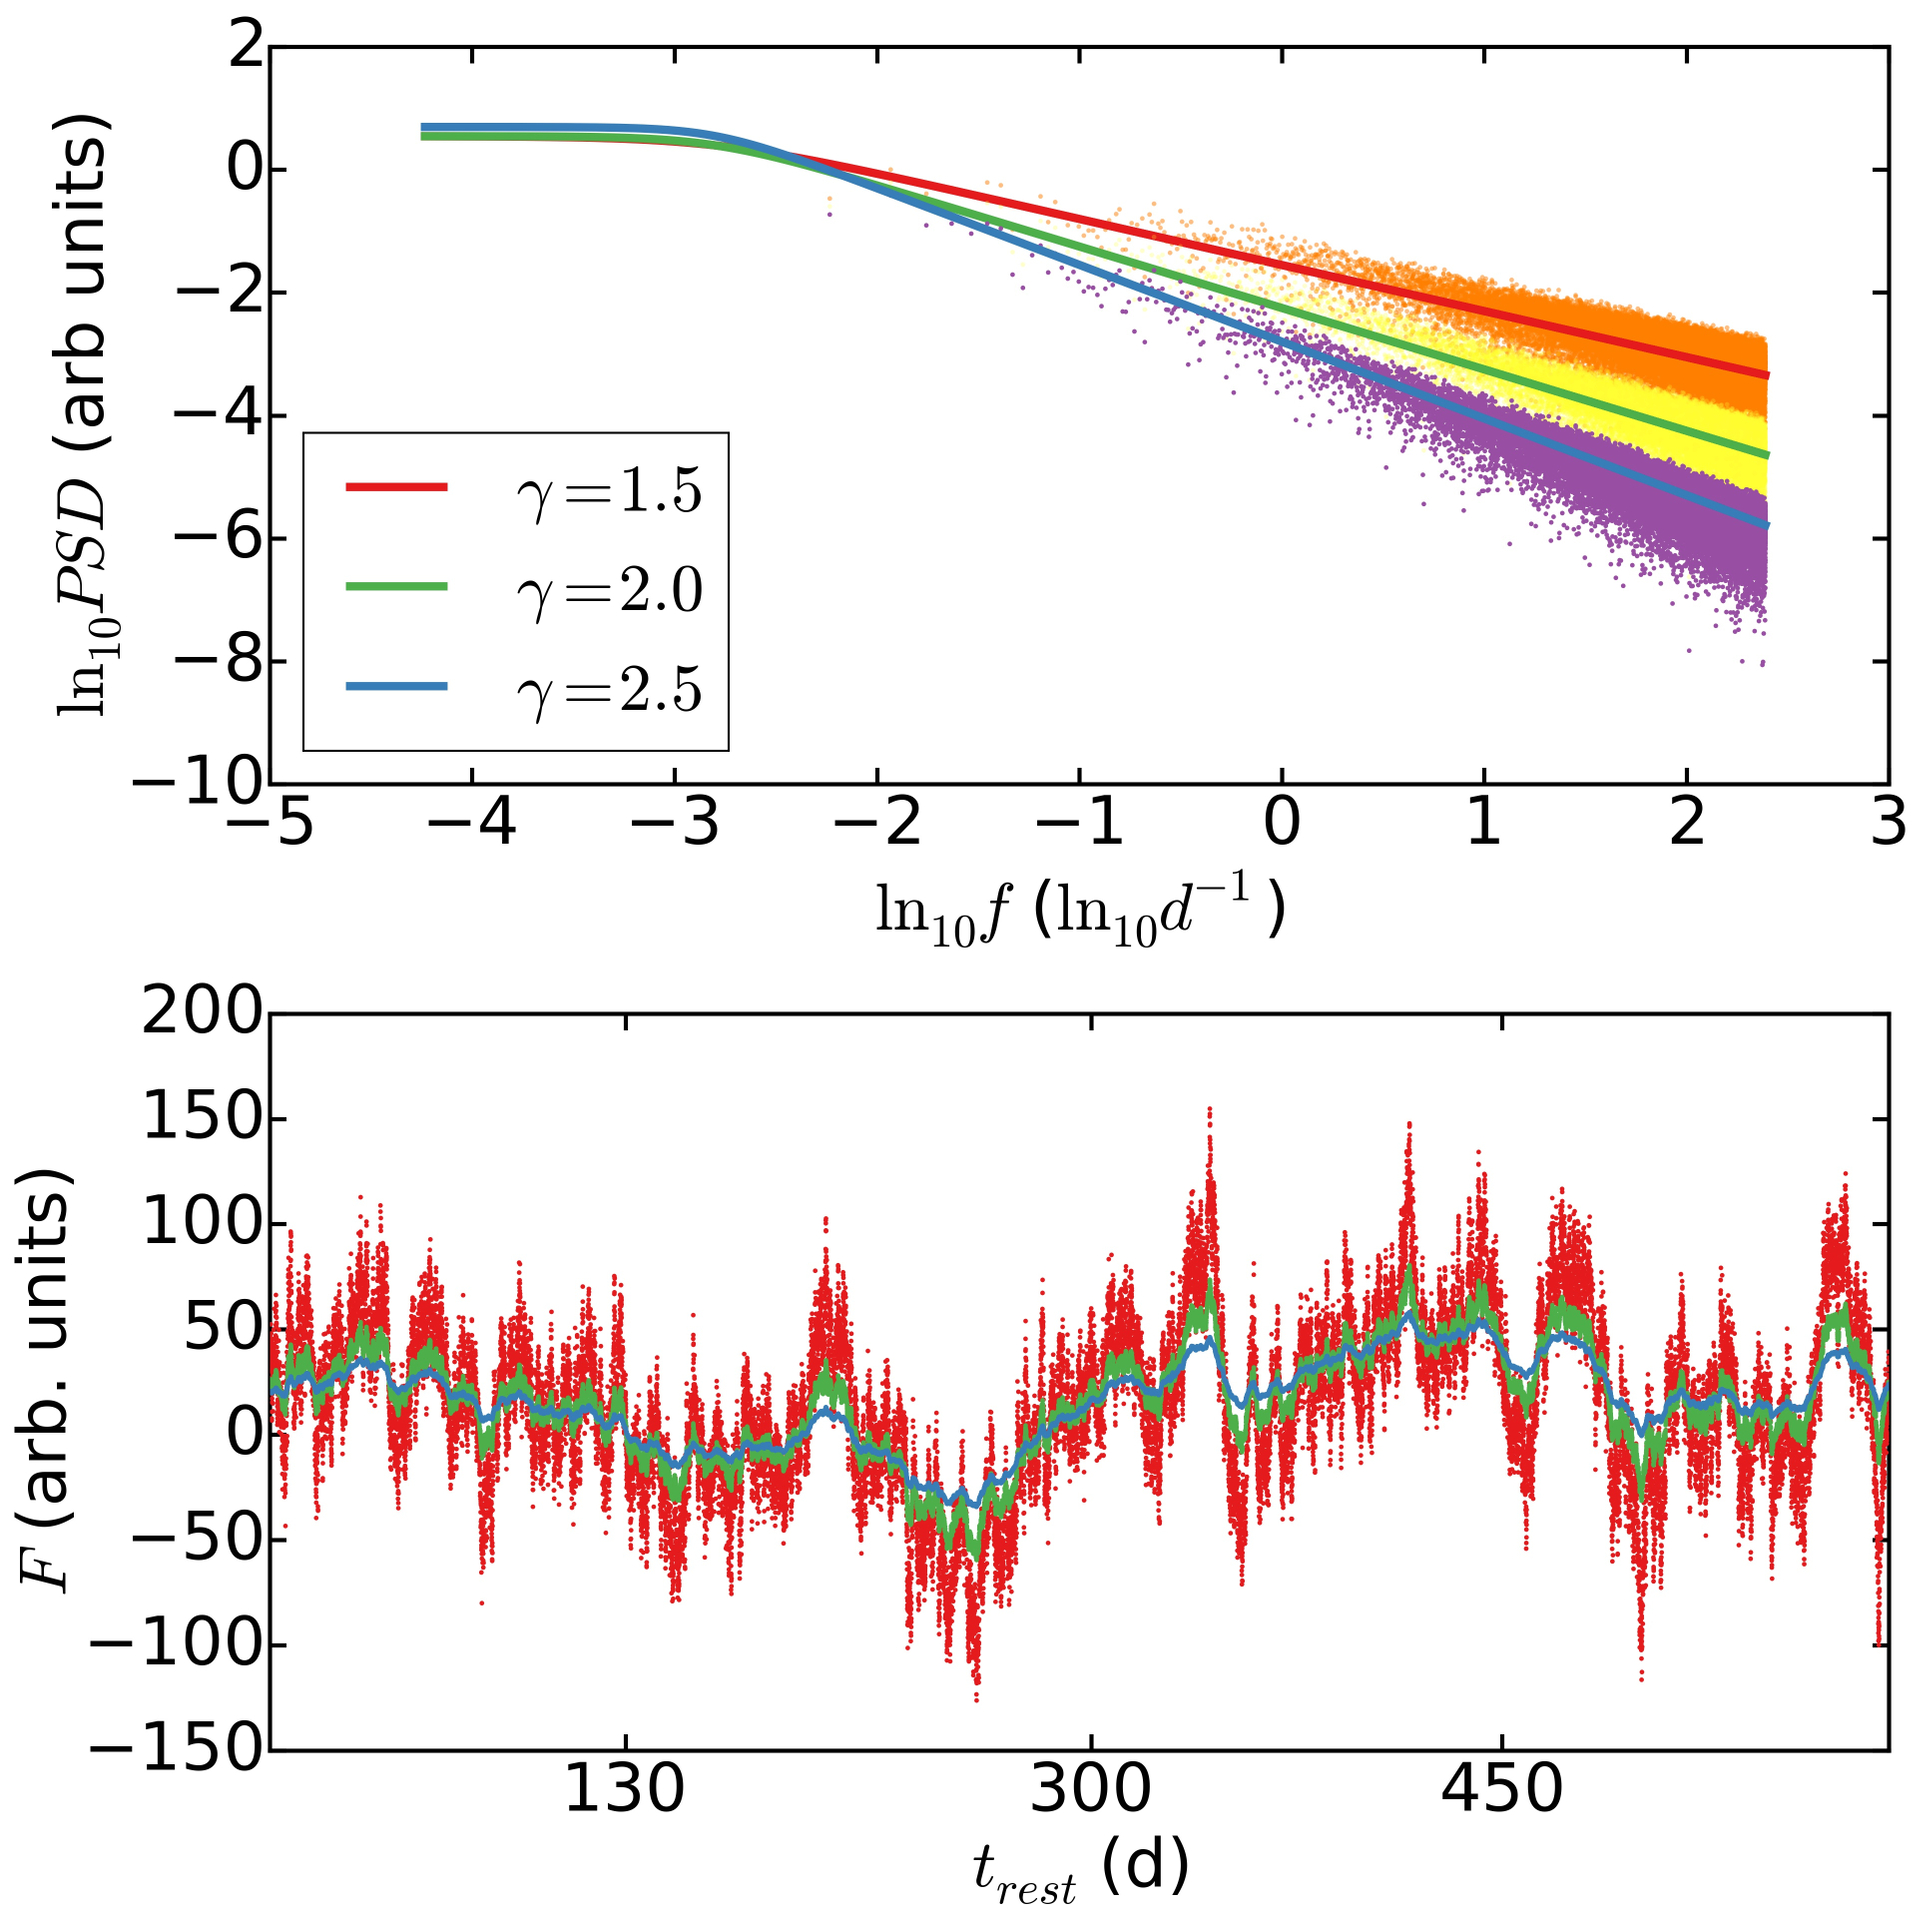 2
0
−2
−4
−6
−8
−10
ln₁₀PSD (arb units)
γ=1.5
γ=2.0
γ=2.5
−5 −4 −3 −2 −1 0 1 2 3
ln₁₀f (ln₁₀d⁻¹ )
200
150
100
50
0
−50
−100
−150
F (arb. units)
130 300 450
t_rest (d)